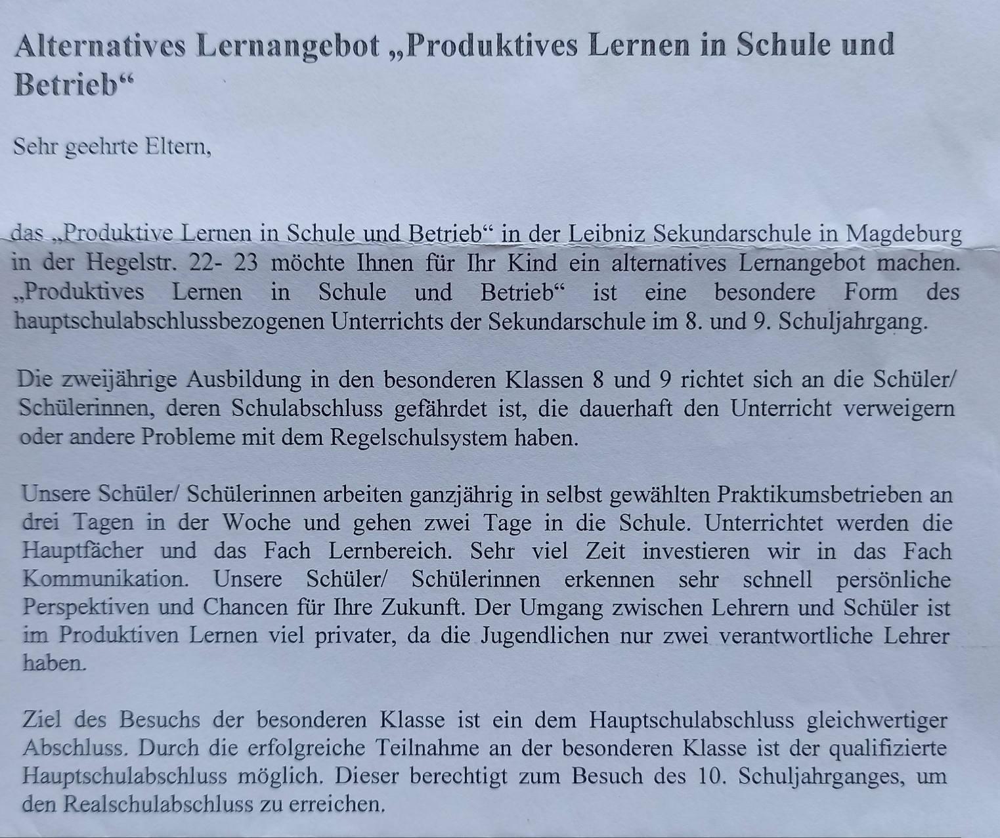 Alternatives Lernangebot „Produktives Lernen in Schule und
Betrieb“
Sehr geehrte Eltern,
das „Produktive Lernen in Schule und Betrieb“ in der Leibniz Sekundarschule in Magdeburg
in der Hegelstr. 22- 23 möchte Ihnen für Ihr Kind ein alternatives Lernangebot machen.
„Produktives Lernen in Schule und Betrieb“ ist eine besondere Form des
hauptschulabschlussbezogenen Unterrichts der Sekundarschule im 8. und 9. Schuljahrgang.
Die zweijährige Ausbildung in den besonderen Klassen 8 und 9 richtet sich an die Schüler/
Schülerinnen, deren Schulabschluss gefährdet ist, die dauerhaft den Unterricht verweigern
oder andere Probleme mit dem Regelschulsystem haben.
Unsere Schüler/ Schülerinnen arbeiten ganzjährig in selbst gewählten Praktikumsbetrieben an
drei Tagen in der Woche und gehen zwei Tage in die Schule. Unterrichtet werden die
Hauptfächer und das Fach Lernbereich. Sehr viel Zeit investieren wir in das Fach
Kommunikation. Unsere Schüler/ Schülerinnen erkennen sehr schnell persönliche
Perspektiven und Chancen für Ihre Zukunft. Der Umgang zwischen Lehrern und Schüler ist
im Produktiven Lernen viel privater, da die Jugendlichen nur zwei verantwortliche Lehrer
haben.
Ziel des Besuchs der besonderen Klasse ist ein dem Hauptschulabschluss gleichwertiger
Abschluss. Durch die erfolgreiche Teilnahme an der besonderen Klasse ist der qualifizierte
Hauptschulabschluss möglich. Dieser berechtigt zum Besuch des 10. Schuljahrganges, um
den Realschulabschluss zu erreichen.